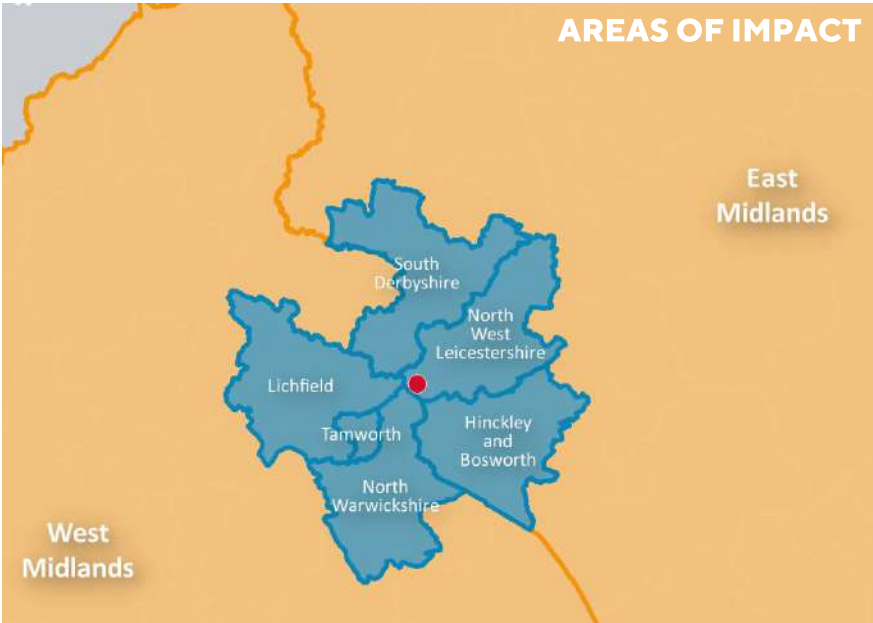 AREAS OF IMPACT
East
Midlands
South
Derbyshire
North
West
Leicestershire
Lichfield
Tamworth
Hinckley
and
Bosworth
North
Warwickshire
West
Midlands